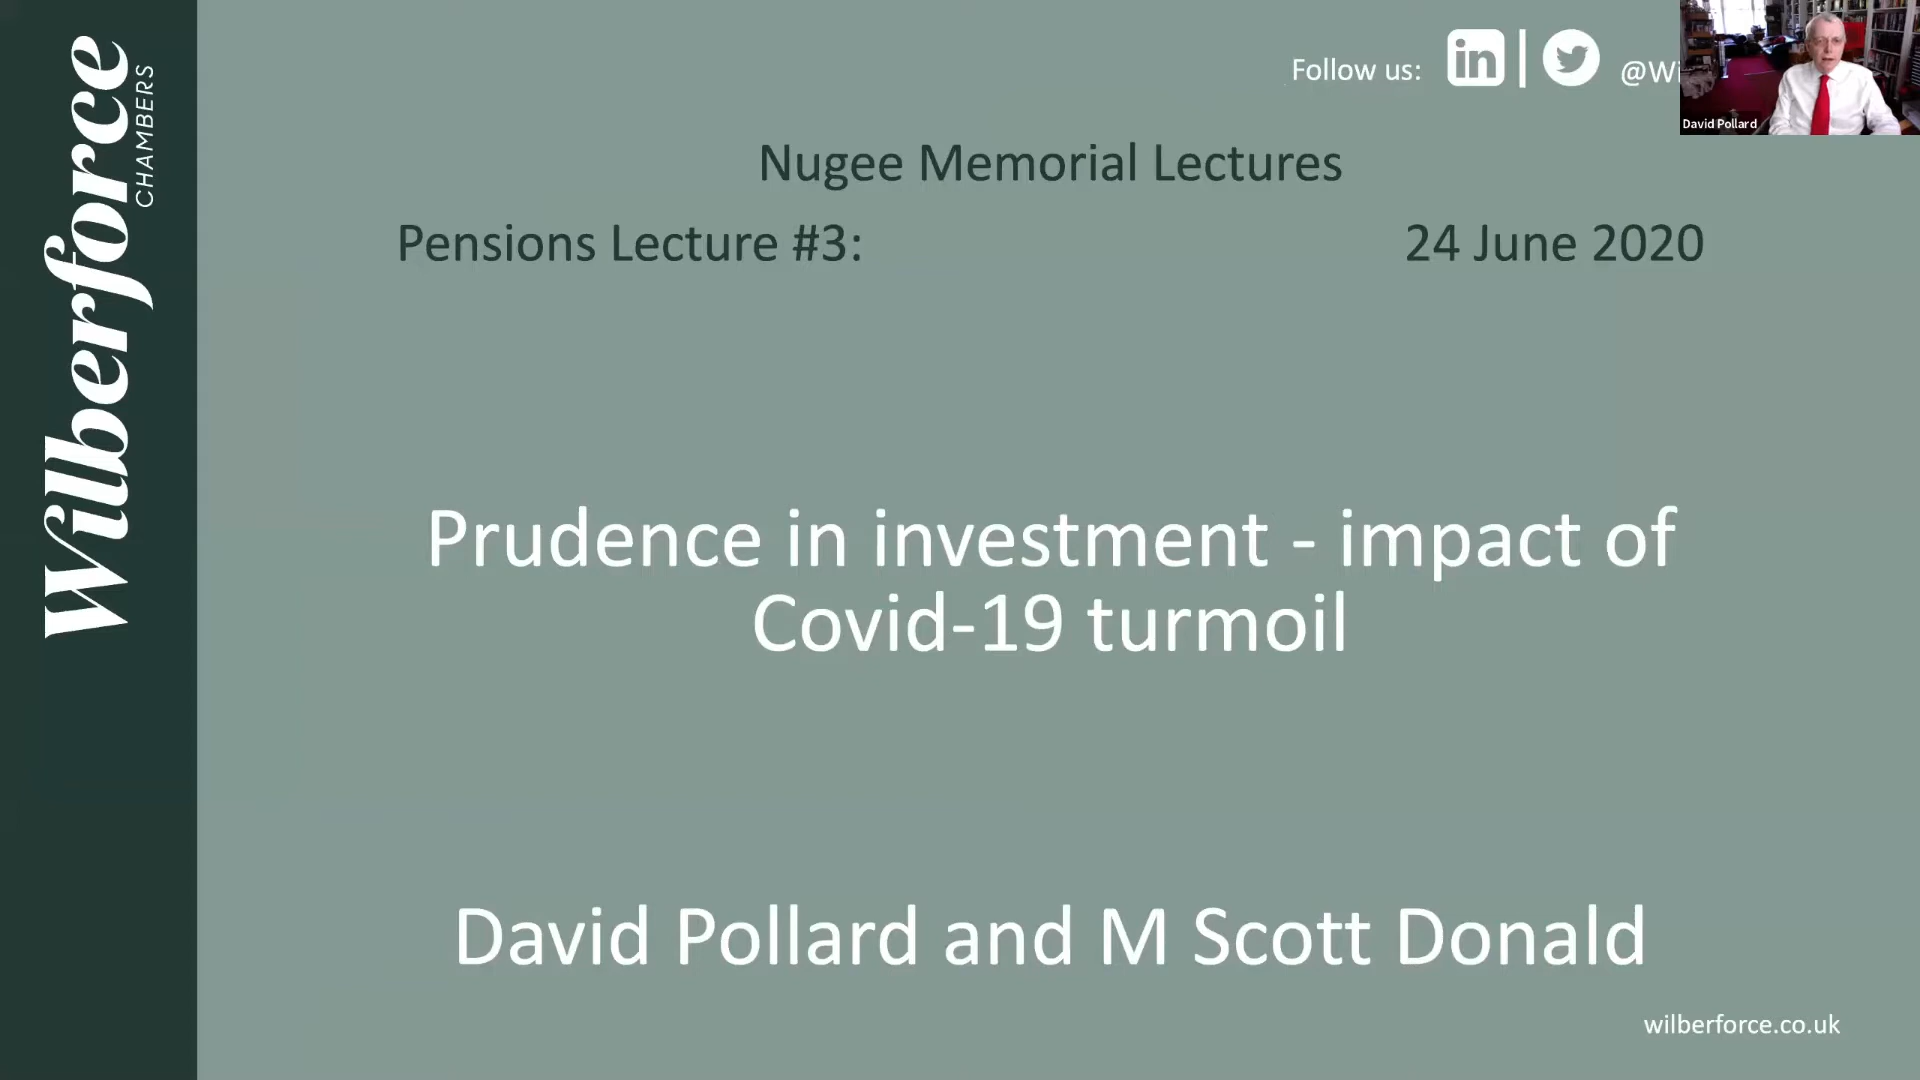 Wilberforce
CHAMBERS
Follow us:
in
David Pollard
Nugee Memorial Lectures
Pensions Lecture #3: 24 June 2020
Prudence in investment - impact of
Covid-19 turmoil
David Pollard and M Scott Donald
wilberforce.co.uk